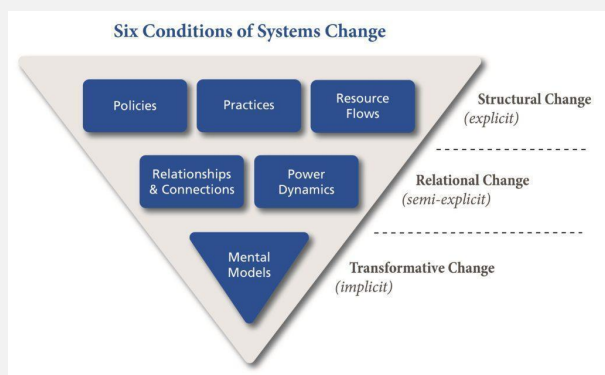 Six Conditions of Systems Change
Policies
Practices
Resource
Flows
Structural Change
(explicit)
Relationships
& Connections
Power
Dynamics
Relational Change
(semi-explicit)
Mental
Models
Transformative Change
(implicit)